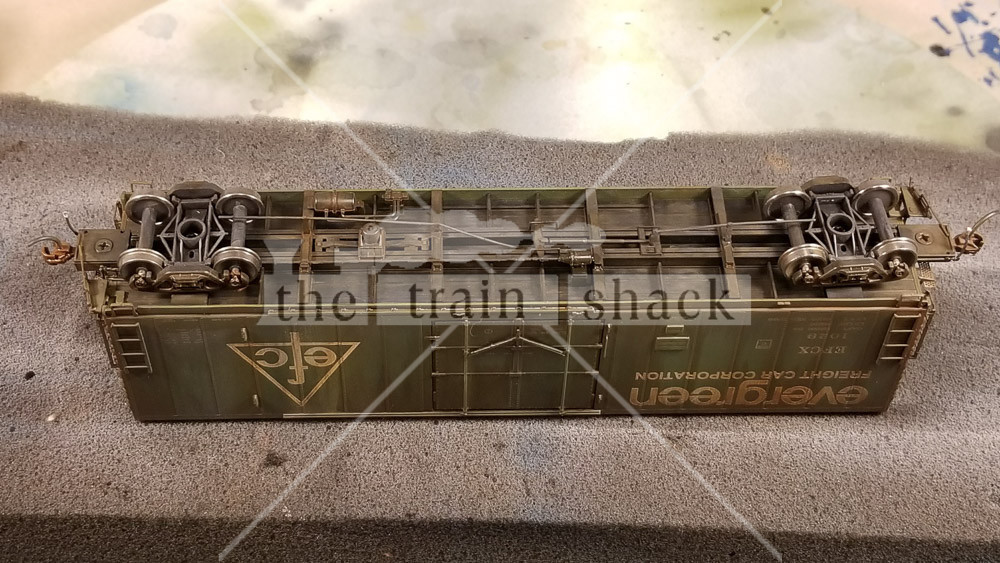 the train shack
efc
evergreen
FREIGHT CAR CORPORATION
EFCX